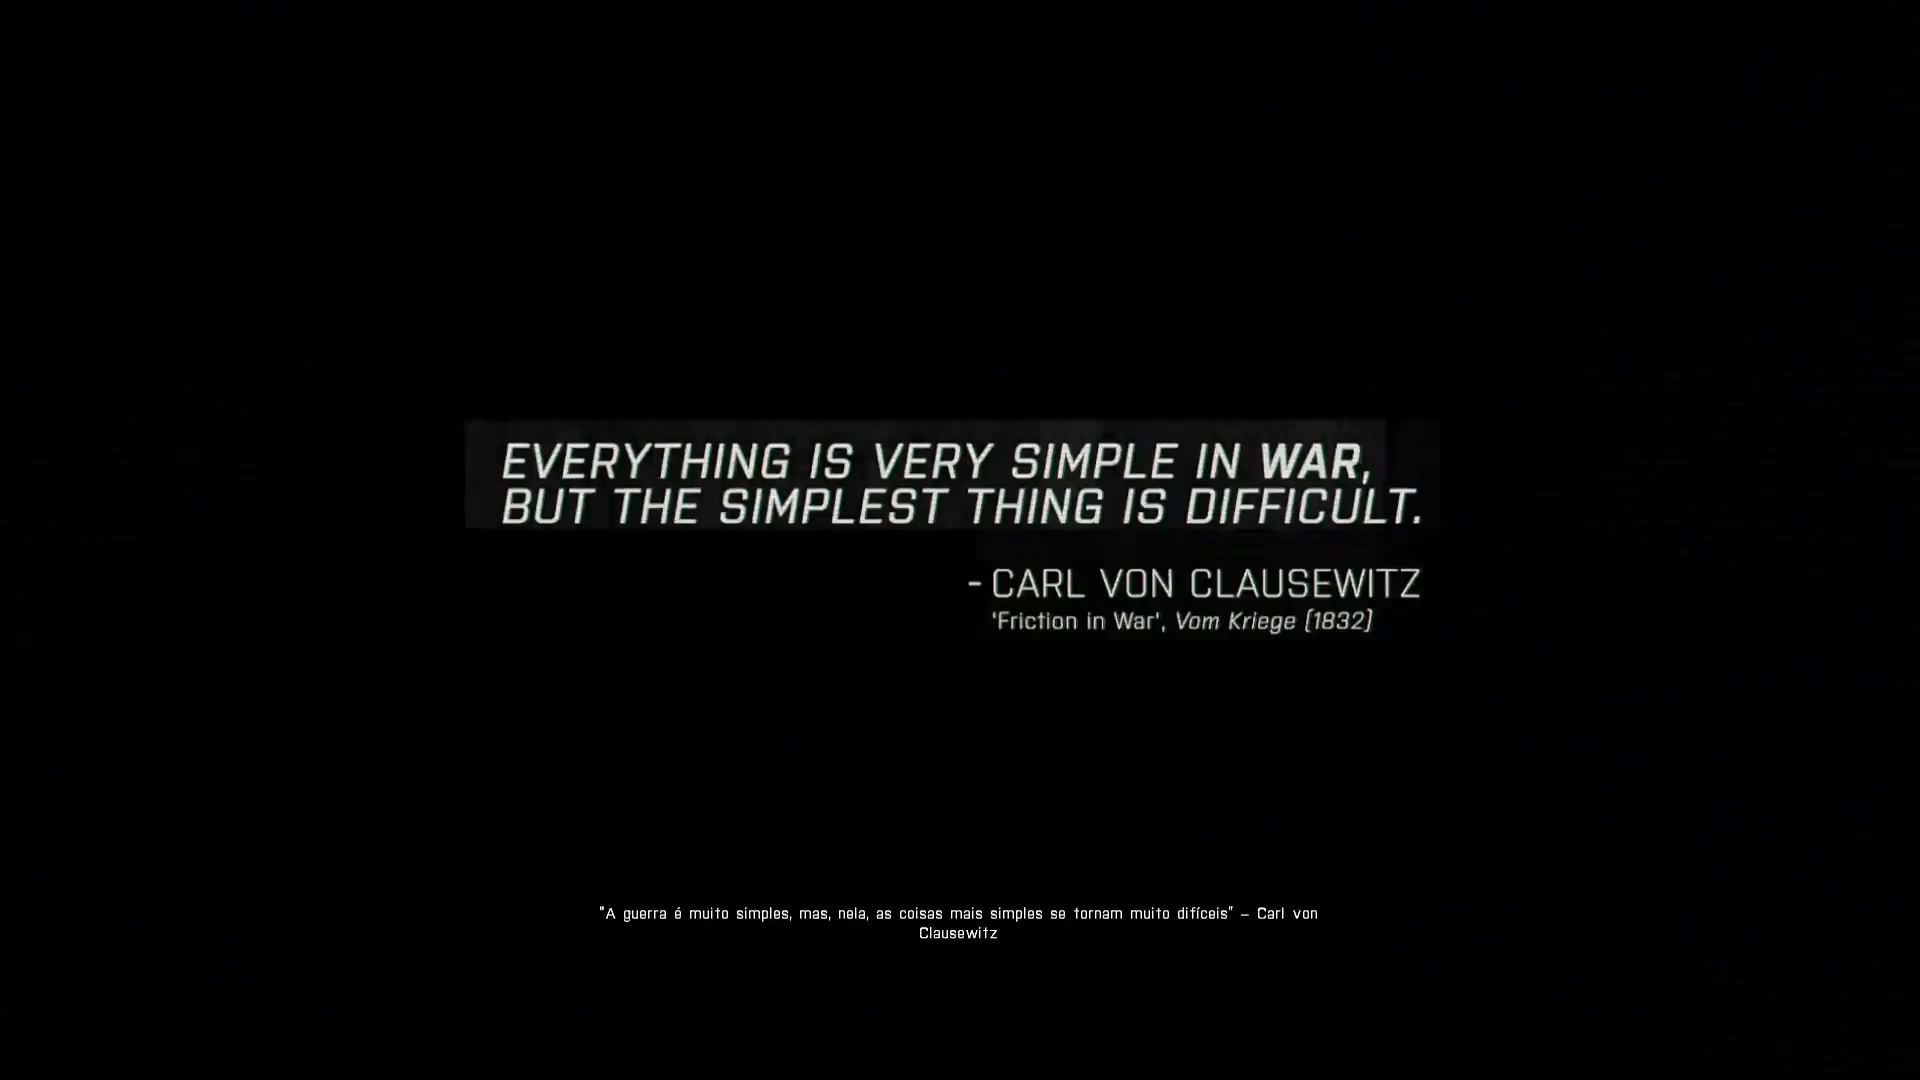 EVERYTHING IS VERY SIMPLE IN WAR,
BUT THE SIMPLEST THING IS DIFFICULT.
- CARL VON CLAUSEWITZ
'Friction in War', Vom Kriege (1832)
"A guerra é muito simples, mas, nela, as coisas mais simples se tornam muito difíceis" – Carl von
Clausewitz